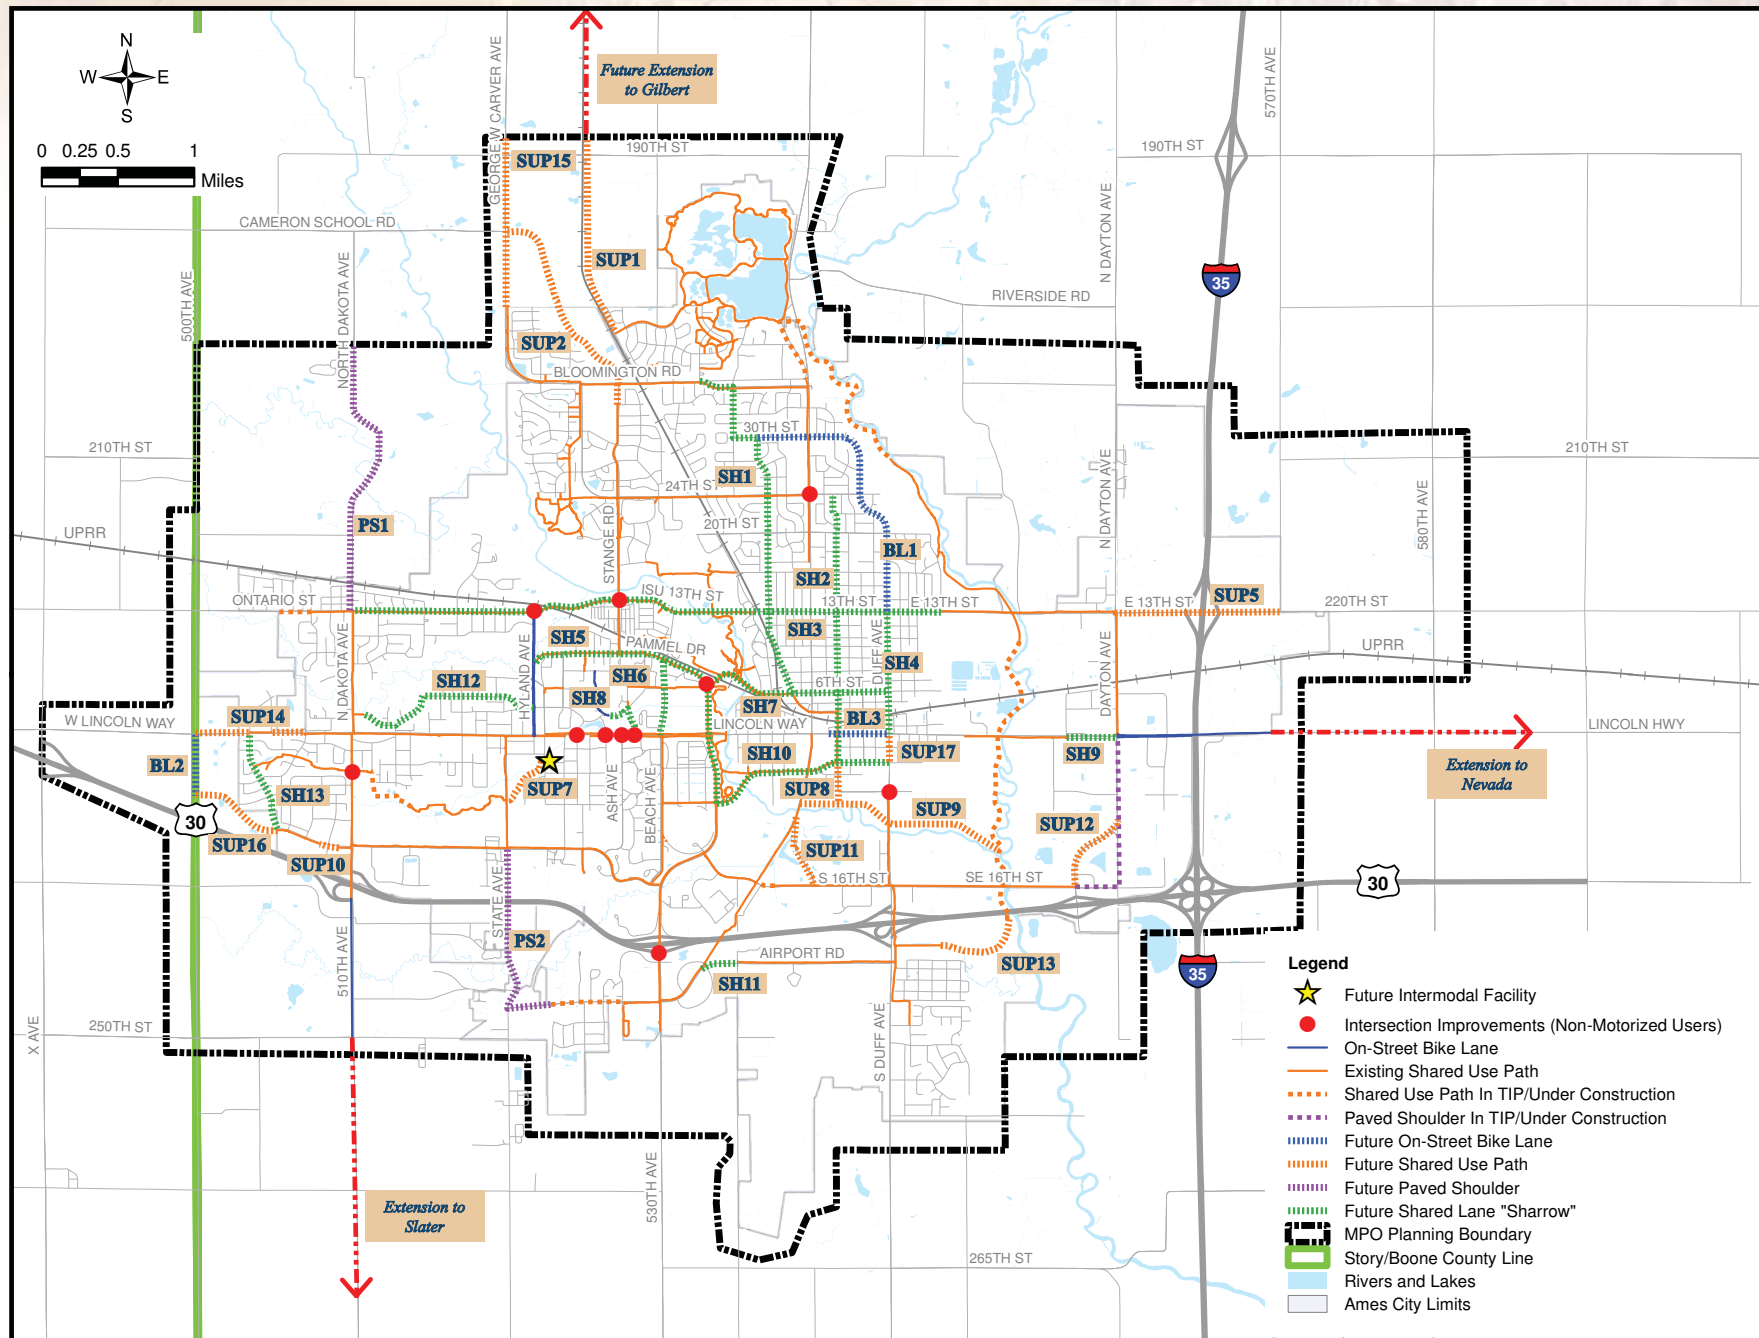 N
W E
S
0 0.25 0.5 1
Miles
Future Extension
to Gilbert
GEORGE W CARVER AVE
570TH AVE
190TH ST
190TH ST
SUP15
CAMERON SCHOOL RD
N DAYTON AVE
SUP1
35
500TH AVE
NORTH DAKOTA AVE
RIVERSIDE RD
SUP2
BLOOMINGTON RD
30TH ST
210TH ST
210TH ST
SH1
24TH ST
N DAYTON AVE
580TH AVE
20TH ST
PS1
UPRR
STANGE RD
BL1
SH2
ONTARIO ST
ISU 13TH ST
13TH ST
E 13TH ST
E 13TH ST
SUP5
220TH ST
SH3
SH5
PAMMEL DR
DUFF AVE
UPRR
N DAKOTA AVE
HYLAND AVE
SH4
DAYTON AVE
SH6
SH12
6TH ST
SH8
SH7
W LINCOLN WAY
SUP14
LINCOLN WAY
BL3
LINCOLN HWY
SH10
SUP17
SH9
BL2
Extension to
Nevada
SUP7
SUP8
SH13
ASH AVE
BEACH AVE
SUP9
30
SUP12
SUP16
SUP10
SUP11
S 16TH ST
SE 16TH ST
30
STATE AVE
PS2
AIRPORT RD
SUP13
510TH AVE
SH11
35
X AVE
250TH ST
S DUFF AVE
530TH AVE
Extension to
Slater
265TH ST
Legend
Future Intermodal Facility
Intersection Improvements (Non-Motorized Users)
On-Street Bike Lane
Existing Shared Use Path
Shared Use Path In TIP/Under Construction
Paved Shoulder In TIP/Under Construction
Future On-Street Bike Lane
Future Shared Use Path
Future Paved Shoulder
Future Shared Lane "Sharrow"
MPO Planning Boundary
Story/Boone County Line
Rivers and Lakes
Ames City Limits